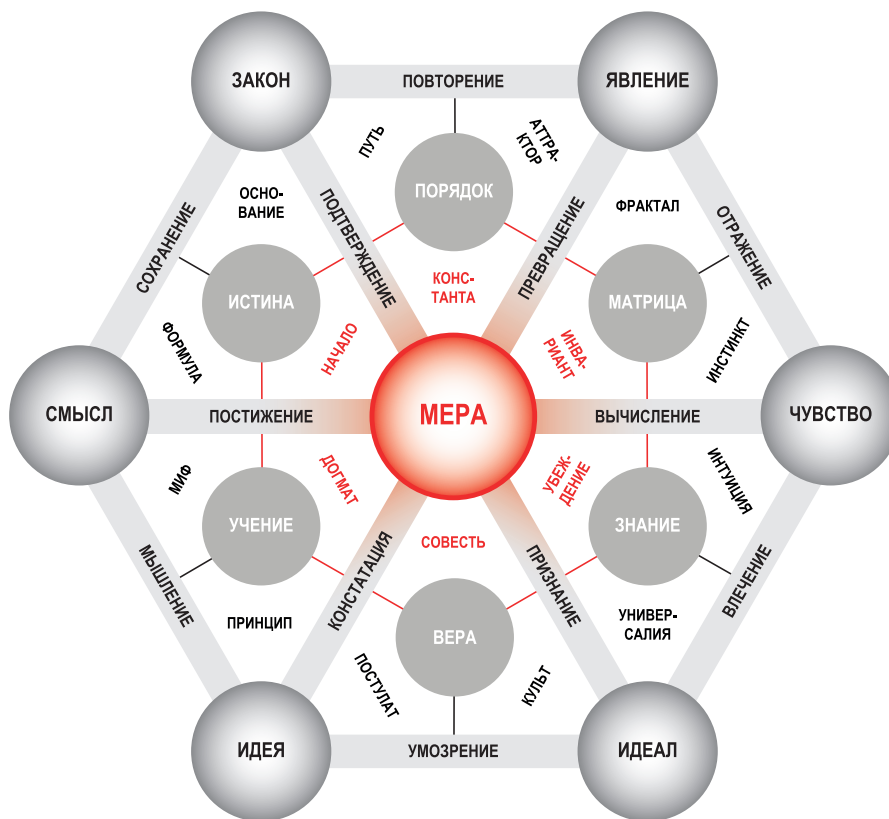 ЗАКОН
ПОВТОРЕНИЕ
ЯВЛЕНИЕ
ПУТЬ
АТТРА-
КТОР
ПОРЯДОК
ОСНО-
ВАНИЕ
ФРАКТАЛ
СОХРАНЕНИЕ
ПОДТВЕРЖДЕНИЕ
ПРЕВРАЩЕНИЕ
ОТРАЖЕНИЕ
ИСТИНА
КОНС-
ТАНТА
МАТРИЦА
ФОРМУЛА
НАЧАЛО
ИНВА-
РИАНТ
ИНСТИНКТ
СМЫСЛ
ПОСТИЖЕНИЕ
МЕРА
ВЫЧИСЛЕНИЕ
ЧУВСТВО
МИФ
ДОГМАТ
УБЕЖ-
ДЕНИЕ
ИНТУИЦИЯ
УЧЕНИЕ
СОВЕСТЬ
ЗНАНИЕ
МЫШЛЕНИЕ
КОНСТАТАЦИЯ
ПРИЗНАНИЕ
ВЛЕЧЕНИЕ
ПРИНЦИП
ВЕРА
УНИВЕР-
САЛИЯ
ПОСТУЛАТ
КУЛЬТ
ИДЕЯ
УМОЗРЕНИЕ
ИДЕАЛ